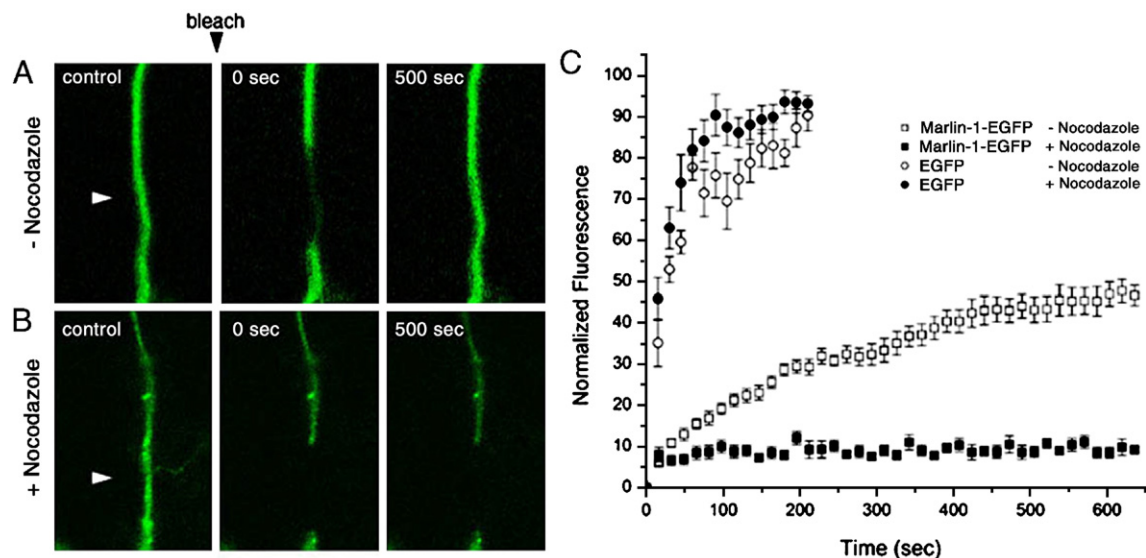 bleach
A
control
0 sec
500 sec
- Nocodazole
B
control
0 sec
500 sec
+ Nocodazole
C
Normalized Fluorescence
100
90
80
70
60
50
40
30
20
10
0
0
100
200
300
400
500
600
Time (sec)
Marlin-1-EGFP - Nocodazole
Marlin-1-EGFP + Nocodazole
EGFP - Nocodazole
EGFP + Nocodazole